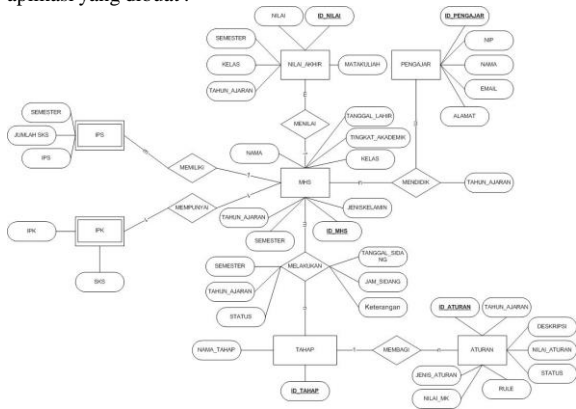 aplikasi yang dibuat :
NILAI
ID_NILAI
ID_PENGAJAR
SEMESTER
NIP
KELAS
NILAI_AKHIR
MATAKULIAH
PENGAJAR
NAMA
TAHUN_AJARAN
EMAIL
ALAMAT
SEMESTER
TANGGAL_LAHIR
MENILAI
JUMLAH SKS
IPS
TINGKAT_AKADEMIK
NAMA
KELAS
IPS
MEMILIKI
MHS
MENDIDIK
TAHUN_AJARAN
MEMPUNYAI
JENISKELAMIN
TAHUN_AJARAN
IPK
IPK
SEMESTER
ID_MHS
SKS
SEMESTER
TANGGAL_SIDA
NG
MELAKUKAN
TAHUN_AJARAN
JAM_SIDANG
STATUS
Keterangan
ID_ATURAN
TAHUN_AJARAN
DESKRIPSI
NAMA_TAHAP
TAHAP
MEMBAGI
ATURAN
NILAI_ATURAN
JENIS_ATURAN
STATUS
ID_TAHAP
NILAI_MK
RULE